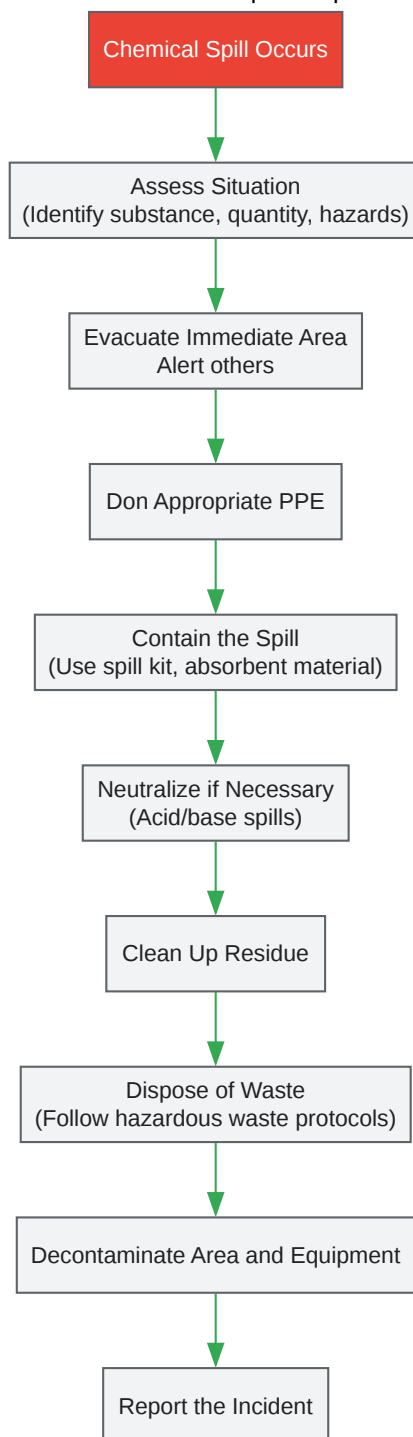 Chemical Spill Occurs
Assess Situation
(Identify substance, quantity, hazards)
Evacuate Immediate Area
Alert others
Don Appropriate PPE
Contain the Spill
(Use spill kit, absorbent material)
Neutralize if Necessary
(Acid/base spills)
Clean Up Residue
Dispose of Waste
(Follow hazardous waste protocols)
Decontaminate Area and Equipment
Report the Incident